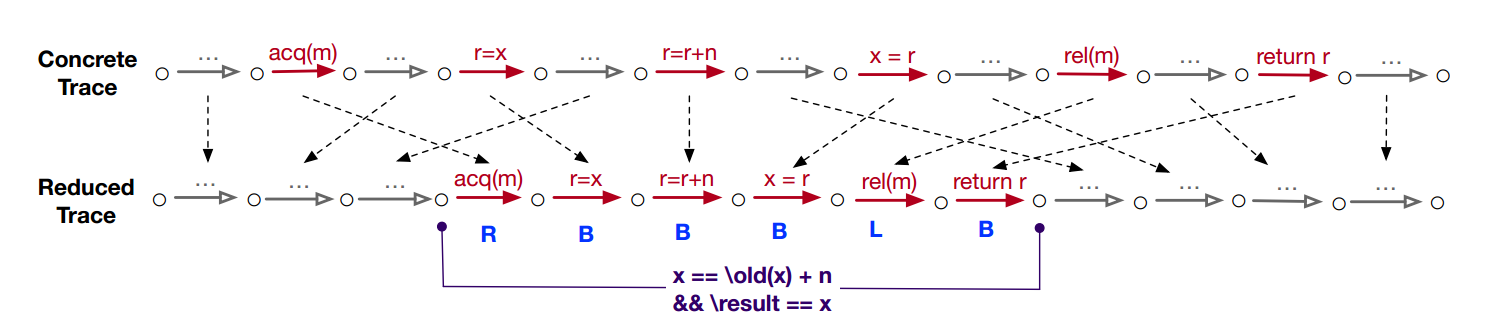 Concrete Trace
... acq(m) ... r=x ... r=r+n ... x = r ... rel(m) ... return r ...
Reduced Trace
... ... ... acq(m) r=x r=r+n x = r rel(m) return r ... ... ... ...
R B B B L B
x == \old(x) + n
&& \result == x